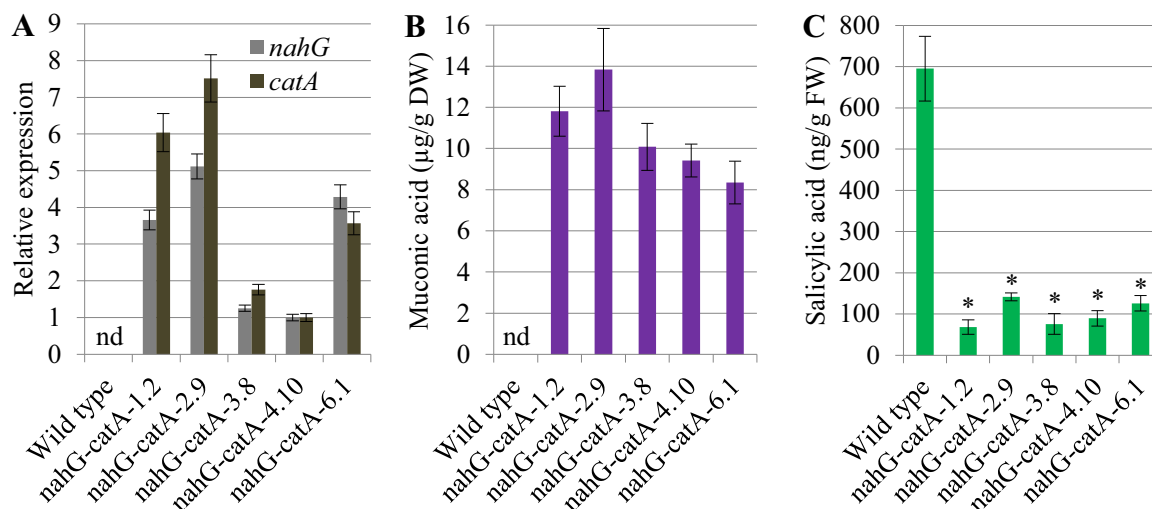 A
Relative expression
9
8
7
6
5
4
3
2
1
0
nahG
catA
nd
Wild type
nahG-catA-1.2
nahG-catA-2.9
nahG-catA-3.8
nahG-catA-4.10
nahG-catA-6.1
B
Muconic acid (µg/g DW)
16
14
12
10
8
6
4
2
0
nd
Wild type
nahG-catA-1.2
nahG-catA-2.9
nahG-catA-3.8
nahG-catA-4.10
nahG-catA-6.1
C
Salicylic acid (ng/g FW)
800
700
600
500
400
300
200
100
0
* * * * *
Wild type
nahG-catA-1.2
nahG-catA-2.9
nahG-catA-3.8
nahG-catA-4.10
nahG-catA-6.1